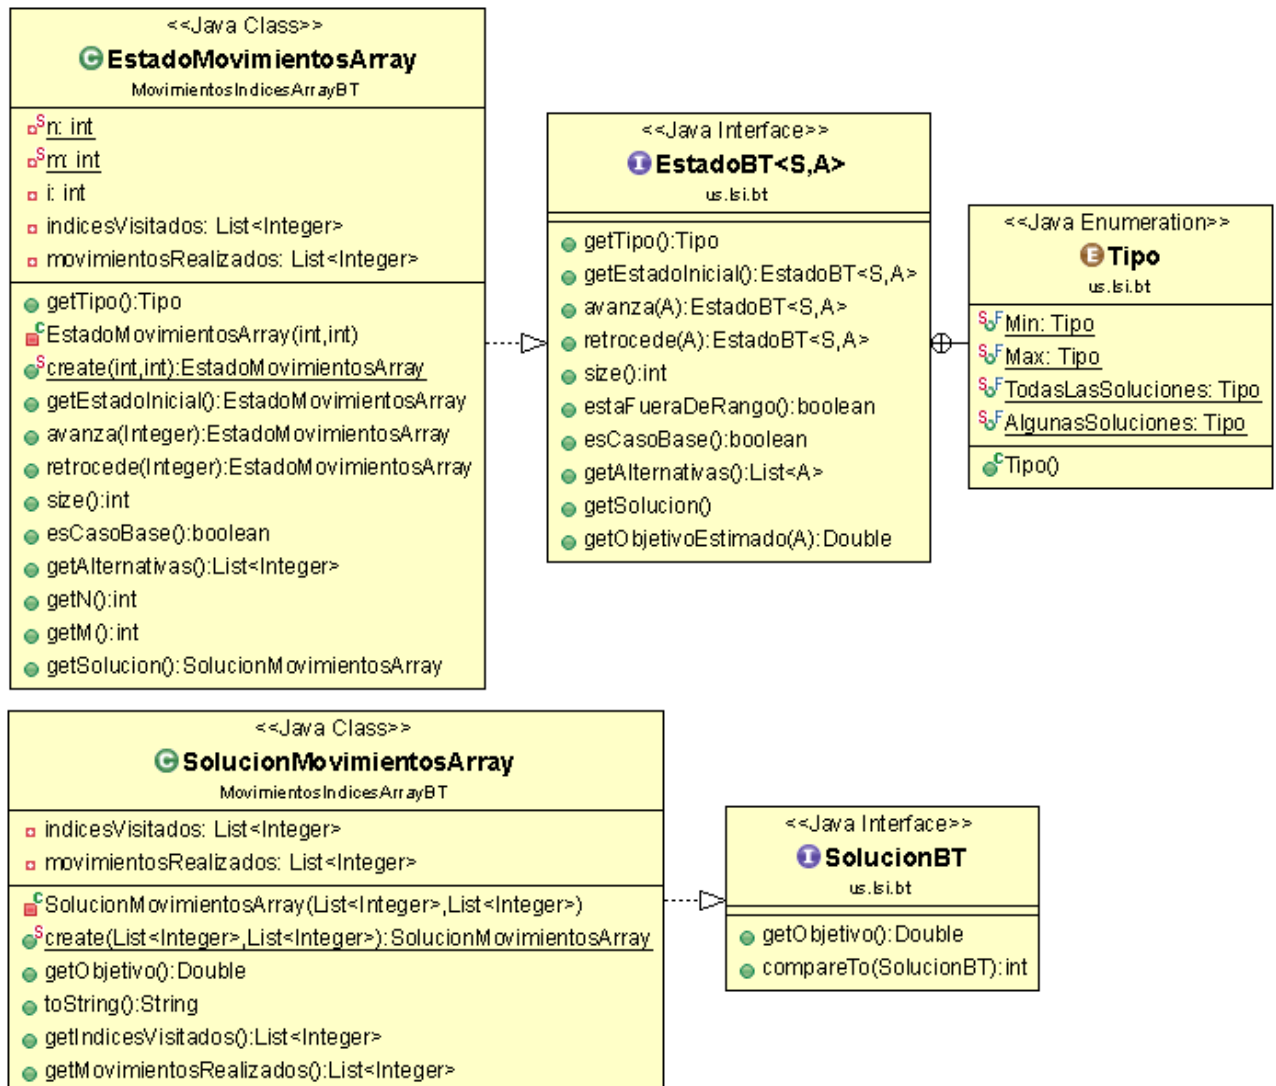 <<Java Class>>
EstadoMovimientosArray
MovimientosIndicesArrayBT
n: int
m: int
i: int
indicesVisitados: List<Integer>
movimientosRealizados: List<Integer>
getTipo():Tipo
EstadoMovimientosArray(int,int)
create(int,int):EstadoMovimientosArray
getEstadoInicial():EstadoMovimientosArray
avanza(Integer):EstadoMovimientosArray
retrocede(Integer):EstadoMovimientosArray
size():int
esCasoBase():boolean
getAlternativas():List<Integer>
getN():int
getM():int
getSolucion():SolucionMovimientosArray
<<Java Interface>>
EstadoBT<S,A>
us.lsi.bt
getTipo():Tipo
getEstadoInicial():EstadoBT<S,A>
avanza(A):EstadoBT<S,A>
retrocede(A):EstadoBT<S,A>
size():int
estaFueraDeRango():boolean
esCasoBase():boolean
getAlternativas():List<A>
getSolucion()
getObjetivoEstimado(A):Double
<<Java Enumeration>>
Tipo
us.lsi.bt
Min: Tipo
Max: Tipo
TodasLasSoluciones: Tipo
AlgunasSoluciones: Tipo
Tipo()
<<Java Class>>
SolucionMovimientosArray
MovimientosIndicesArrayBT
indicesVisitados: List<Integer>
movimientosRealizados: List<Integer>
SolucionMovimientosArray(List<Integer>,List<Integer>)
create(List<Integer>,List<Integer>):SolucionMovimientosArray
getObjetivo():Double
toString():String
getIndicesVisitados():List<Integer>
getMovimientosRealizados():List<Integer>
<<Java Interface>>
SolucionBT
us.lsi.bt
getObjetivo():Double
compareTo(SolucionBT):int